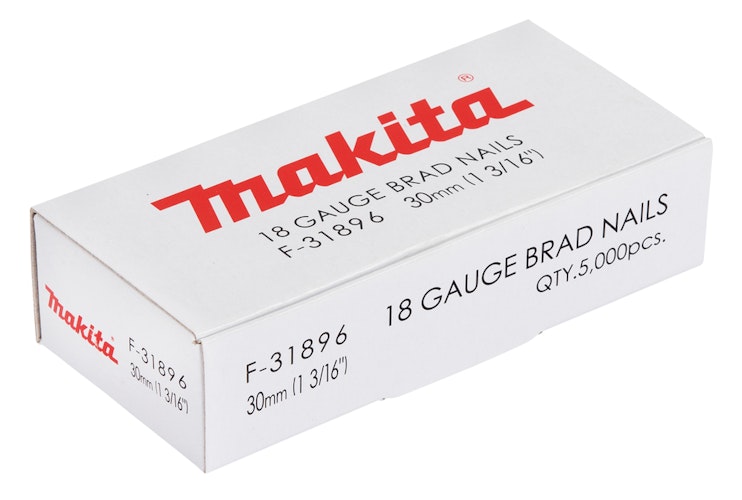 makita®
18 GAUGE BRAD NAILS
F-31896 30mm (1 3/16")
makita
F-31896
30mm (1 3/16")
F-31896
30mm (1 3/16")
18 GAUGE BRAD NAILS
QTY.5,000pcs.